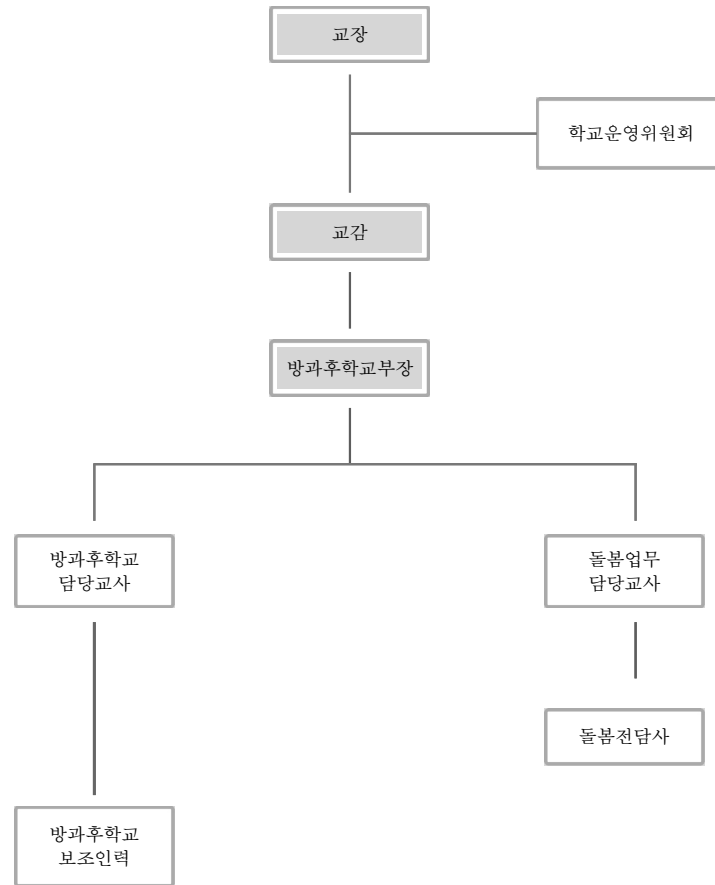 교장
학교운영위원회
교감
방과후학교부장
방과후학교
담당교사
돌봄업무
담당교사
돌봄전담사
방과후학교
보조인력